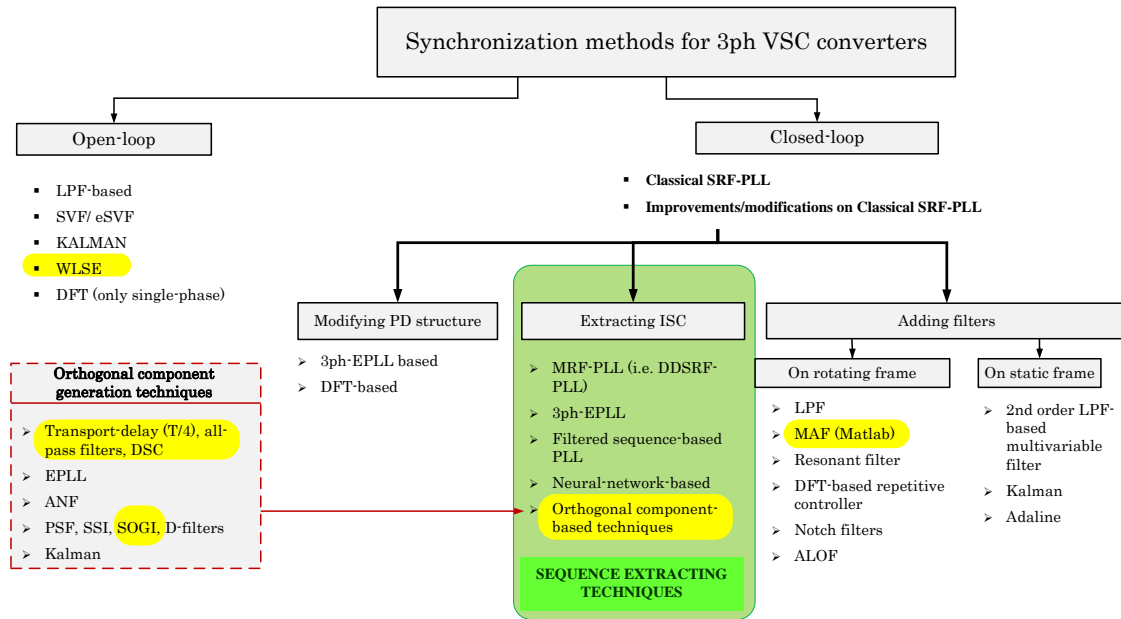 Synchronization methods for 3ph VSC converters
Open-loop
▪ LPF-based
▪ SVF/ eSVF
▪ KALMAN
▪ WLSE
▪ DFT (only single-phase)
Closed-loop
▪ Classical SRF-PLL
▪ Improvements/modifications on Classical SRF-PLL
Modifying PD structure
➢ 3ph-EPLL based
➢ DFT-based
Extracting ISC
➢ MRF-PLL (i.e. DDSRF-
PLL)
➢ 3ph-EPLL
➢ Filtered sequence-based
PLL
➢ Neural-network-based
➢ Orthogonal component-
based techniques
SEQUENCE EXTRACTING
TECHNIQUES
Adding filters
On rotating frame
➢ LPF
➢ MAF (Matlab)
➢ Resonant filter
➢ DFT-based repetitive
controller
➢ Notch filters
➢ ALOF
On static frame
➢ 2nd order LPF-
based
multivariable
filter
➢ Kalman
➢ Adaline
Orthogonal component
generation techniques
➢ Transport-delay (T/4), all-
pass filters, DSC
➢ EPLL
➢ ANF
➢ PSF, SSI, SOGI, D-filters
➢ Kalman